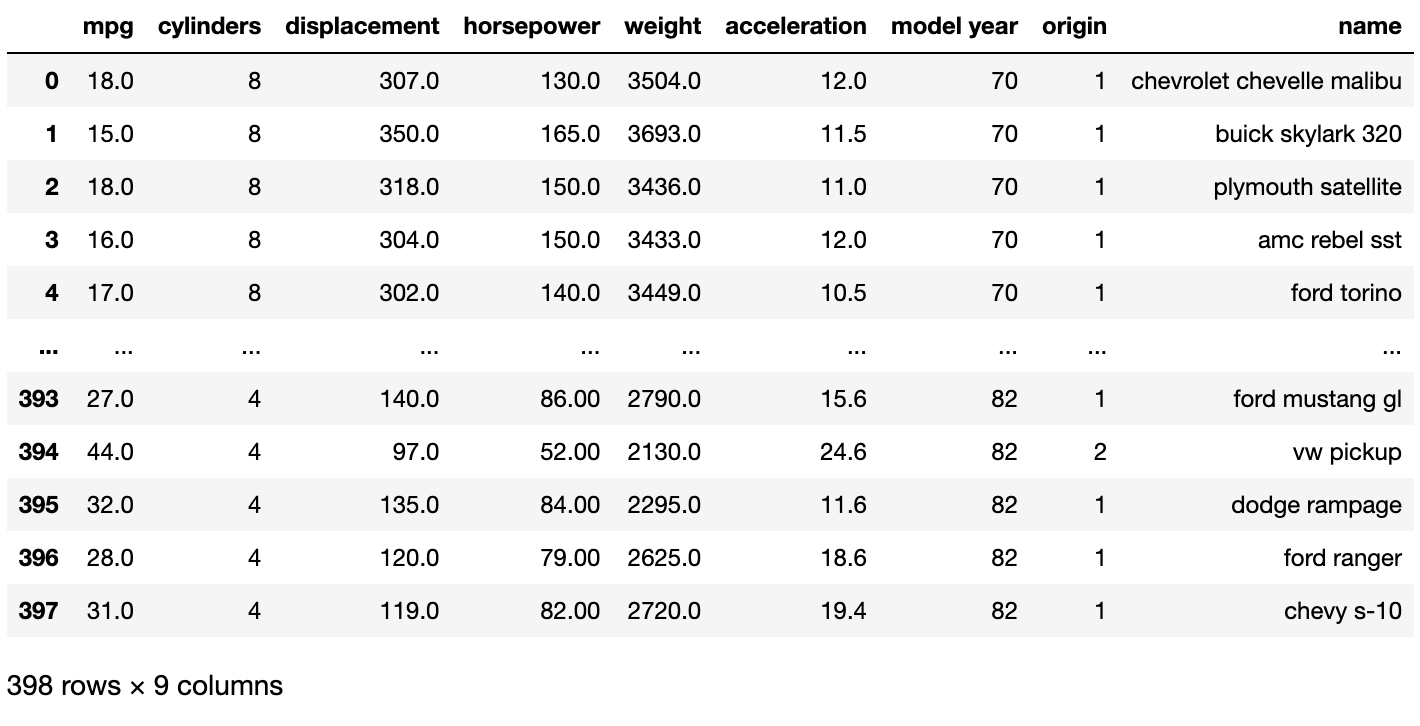 mpg cylinders displacement horsepower weight acceleration model year origin name
0 18.0 8 307.0 130.0 3504.0 12.0 70 1 chevrolet chevelle malibu
1 15.0 8 350.0 165.0 3693.0 11.5 70 1 buick skylark 320
2 18.0 8 318.0 150.0 3436.0 11.0 70 1 plymouth satellite
3 16.0 8 304.0 150.0 3433.0 12.0 70 1 amc rebel sst
4 17.0 8 302.0 140.0 3449.0 10.5 70 1 ford torino
... ... ... ... ... ... ... ... ... ...
393 27.0 4 140.0 86.00 2790.0 15.6 82 1 ford mustang gl
394 44.0 4 97.0 52.00 2130.0 24.6 82 2 vw pickup
395 32.0 4 135.0 84.00 2295.0 11.6 82 1 dodge rampage
396 28.0 4 120.0 79.00 2625.0 18.6 82 1 ford ranger
397 31.0 4 119.0 82.00 2720.0 19.4 82 1 chevy s-10
398 rows × 9 columns